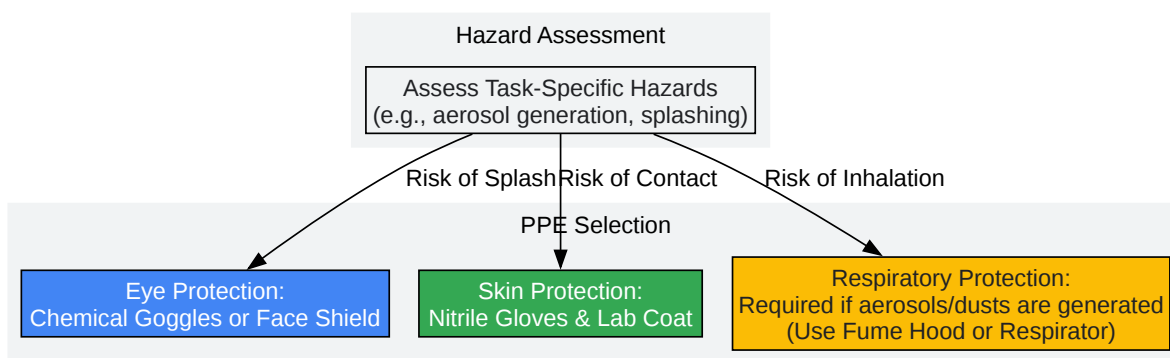 Hazard Assessment
Assess Task-Specific Hazards
(e.g., aerosol generation, splashing)
Risk of Splash
Risk of Contact
Risk of Inhalation
PPE Selection
Eye Protection:
Chemical Goggles or Face Shield
Skin Protection:
Nitrile Gloves & Lab Coat
Respiratory Protection:
Required if aerosols/dusts are generated
(Use Fume Hood or Respirator)